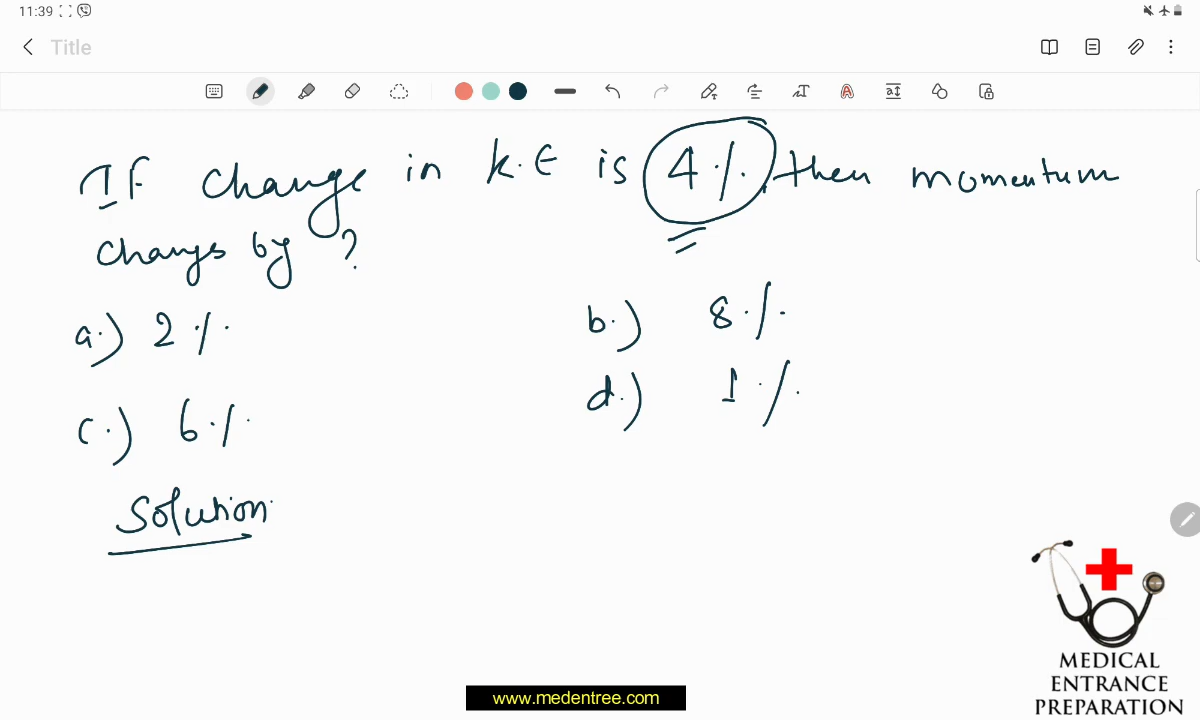 11:39
Title
If change in K.E is 4%, then momentum
changes by ?
a.) 2%
b.) 8%
c.) 6%
d.) 1%
Solution
MEDICAL
ENTRANCE
PREPARATION
www.medentree.com